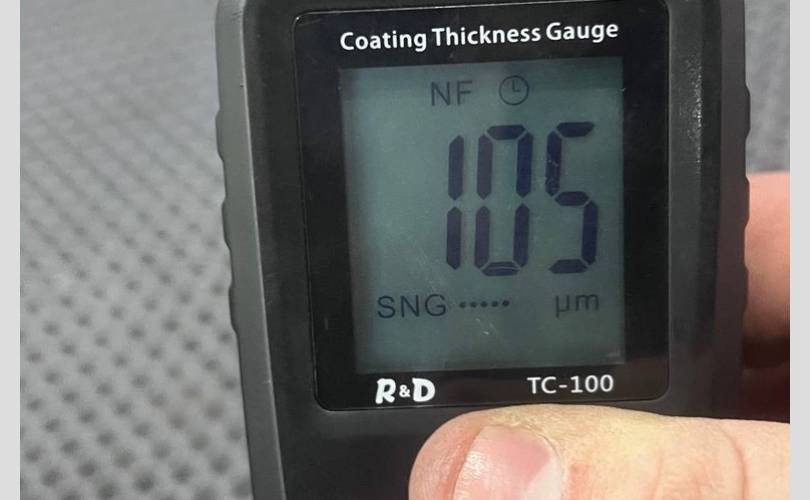 Coating Thickness Gauge
NF
105
SNG ····· μm
R&D TC-100